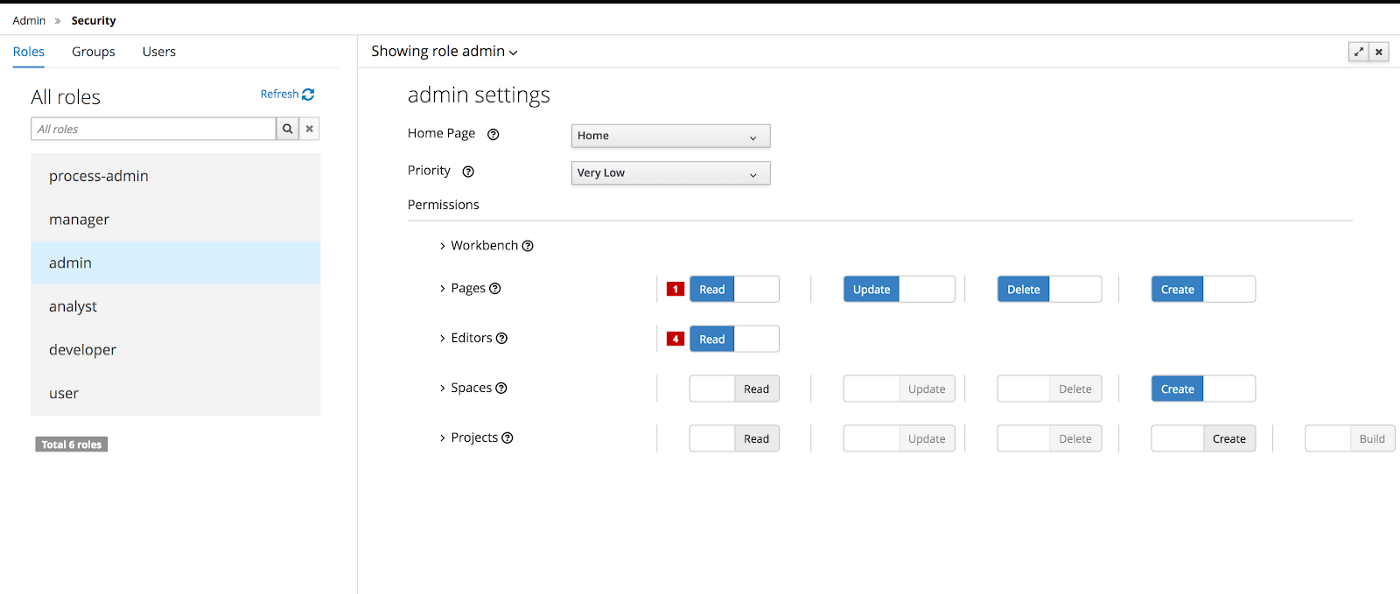 Admin » Security
Roles Groups Users
Showing role admin
All roles
Refresh
All roles
process-admin
manager
admin
analyst
developer
user
Total 6 roles
admin settings
Home Page Home
Priority Very Low
Permissions
Workbench
Pages 1 Read Update Delete Create
Editors 4 Read
Spaces Read Update Delete Create
Projects Read Update Delete Create Build